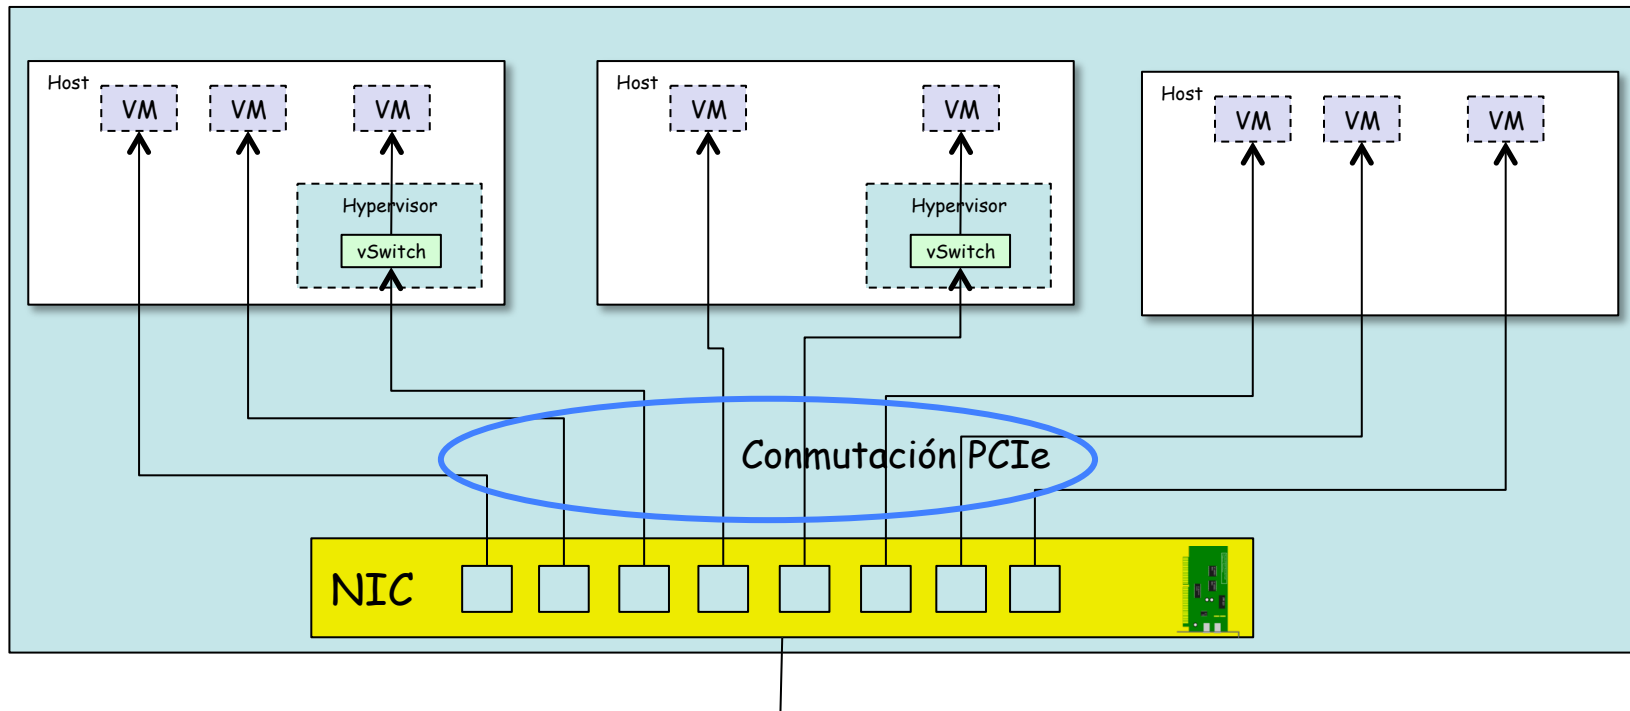 Host
VM
VM
VM
Hypervisor
vSwitch
Host
VM
VM
Hypervisor
vSwitch
Host
VM
VM
VM
Conmutación PCIe
NIC